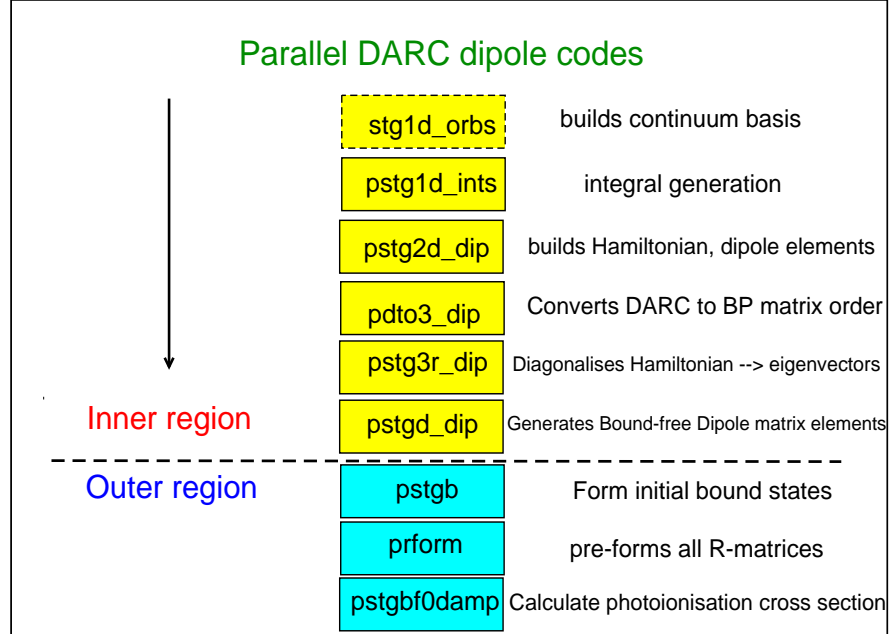 Parallel DARC dipole codes
stg1d_orbs builds continuum basis
pstg1d_ints integral generation
pstg2d_dip builds Hamiltonian, dipole elements
pdto3_dip Converts DARC to BP matrix order
pstg3r_dip Diagonalises Hamiltonian --> eigenvectors
Inner region pstgd_dip Generates Bound-free Dipole matrix elements
Outer region pstgb Form initial bound states
prform pre-forms all R-matrices
pstgbf0damp Calculate photoionisation cross section